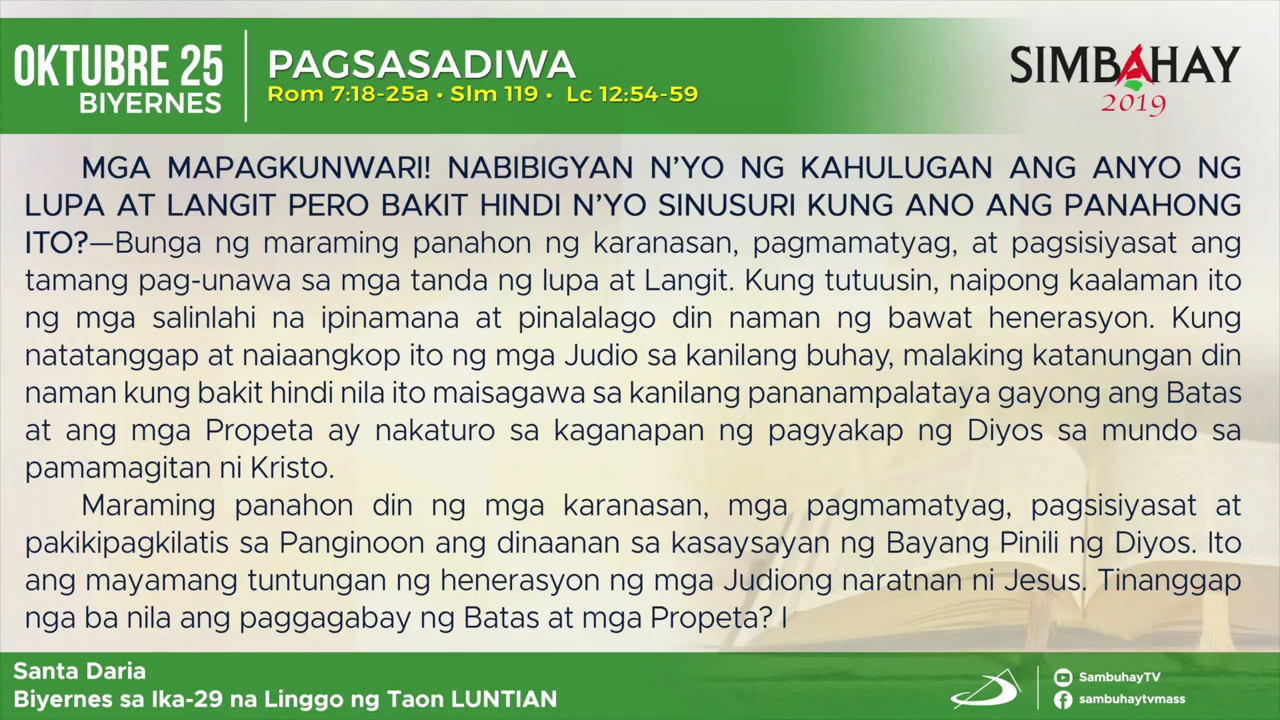 OKTUBRE 25
BIYERNES
PAGSASADIWA
Rom 7:18-25a • Slm 119 • Lc 12:54-59
SIMBAHAY
2019
MGA MAPAGKUNWARI! NABIBIGYAN N’YO NG KAHULUGAN ANG ANYO NG
LUPA AT LANGIT PERO BAKIT HINDI N’YO SINUSURI KUNG ANO ANG PANAHONG
ITO?—Bunga ng maraming panahon ng karanasan, pagmamatyag, at pagsisiyasat ang
tamang pag-unawa sa mga tanda ng lupa at Langit. Kung tutuusin, naipong kaalaman ito
ng mga salinlahi na ipinamana at pinalalago din naman ng bawat henerasyon. Kung
natatanggap at naiaangkop ito ng mga Judio sa kanilang buhay, malaking katanungan din
naman kung bakit hindi nila ito maisagawa sa kanilang pananampalataya gayong ang Batas
at ang mga Propeta ay nakaturo sa kaganapan ng pagyakap ng Diyos sa mundo sa
pamamagitan ni Kristo.
Maraming panahon din ng mga karanasan, mga pagmamatyag, pagsisiyasat at
pakikipagkilatis sa Panginoon ang dinaanan sa kasaysayan ng Bayang Pinili ng Diyos. Ito
ang mayamang tuntungan ng henerasyon ng mga Judiong naratnan ni Jesus. Tinanggap
nga ba nila ang paggagabay ng Batas at mga Propeta? I
Santa Daria
Biyernes sa Ika-29 na Linggo ng Taon LUNTIAN
SambuhayTV
sambuhaytvmass